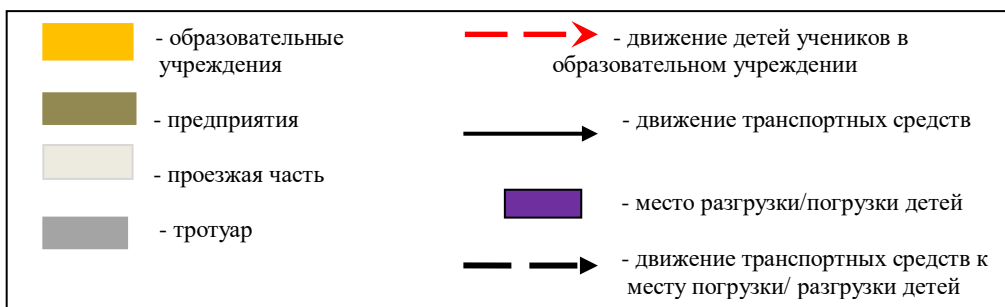 - образовательные
учреждения
- предприятия
- проезжая часть
- тротуар
- движение детей учеников в
образовательном учреждении
- движение транспортных средств
- место разгрузки/погрузки детей
- движение транспортных средств к
месту погрузки/ разгрузки детей